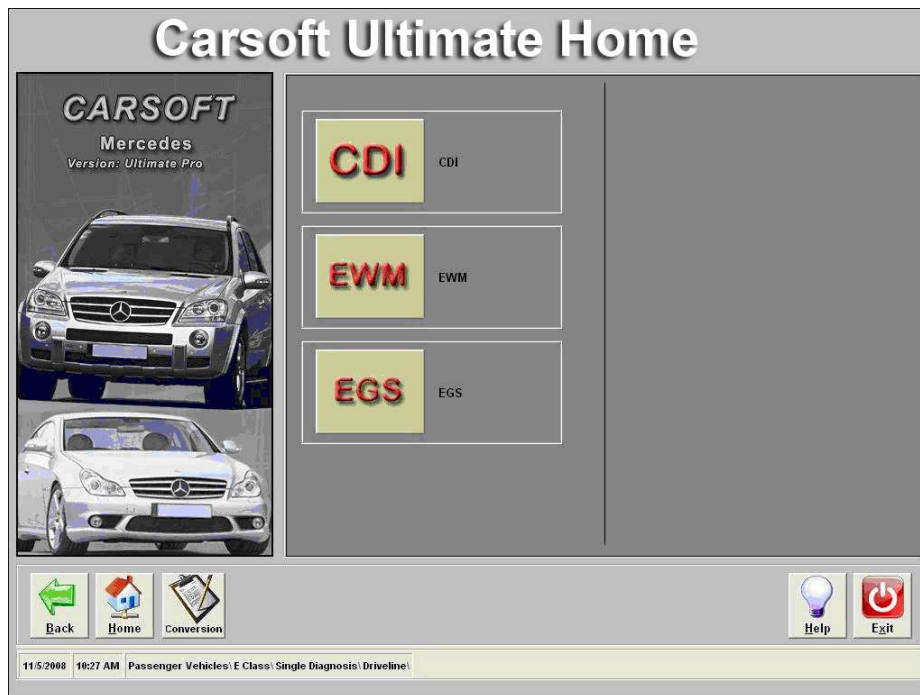 Carsoft Ultimate Home
CARSOFT
Mercedes
Version: Ultimate Pro
CDI CDI
EWM EWM
EGS EGS
Back Home Conversion Help Exit
11/5/2008 10:27 AM Passenger Vehicles\E Class\Single Diagnosis\Driveline\